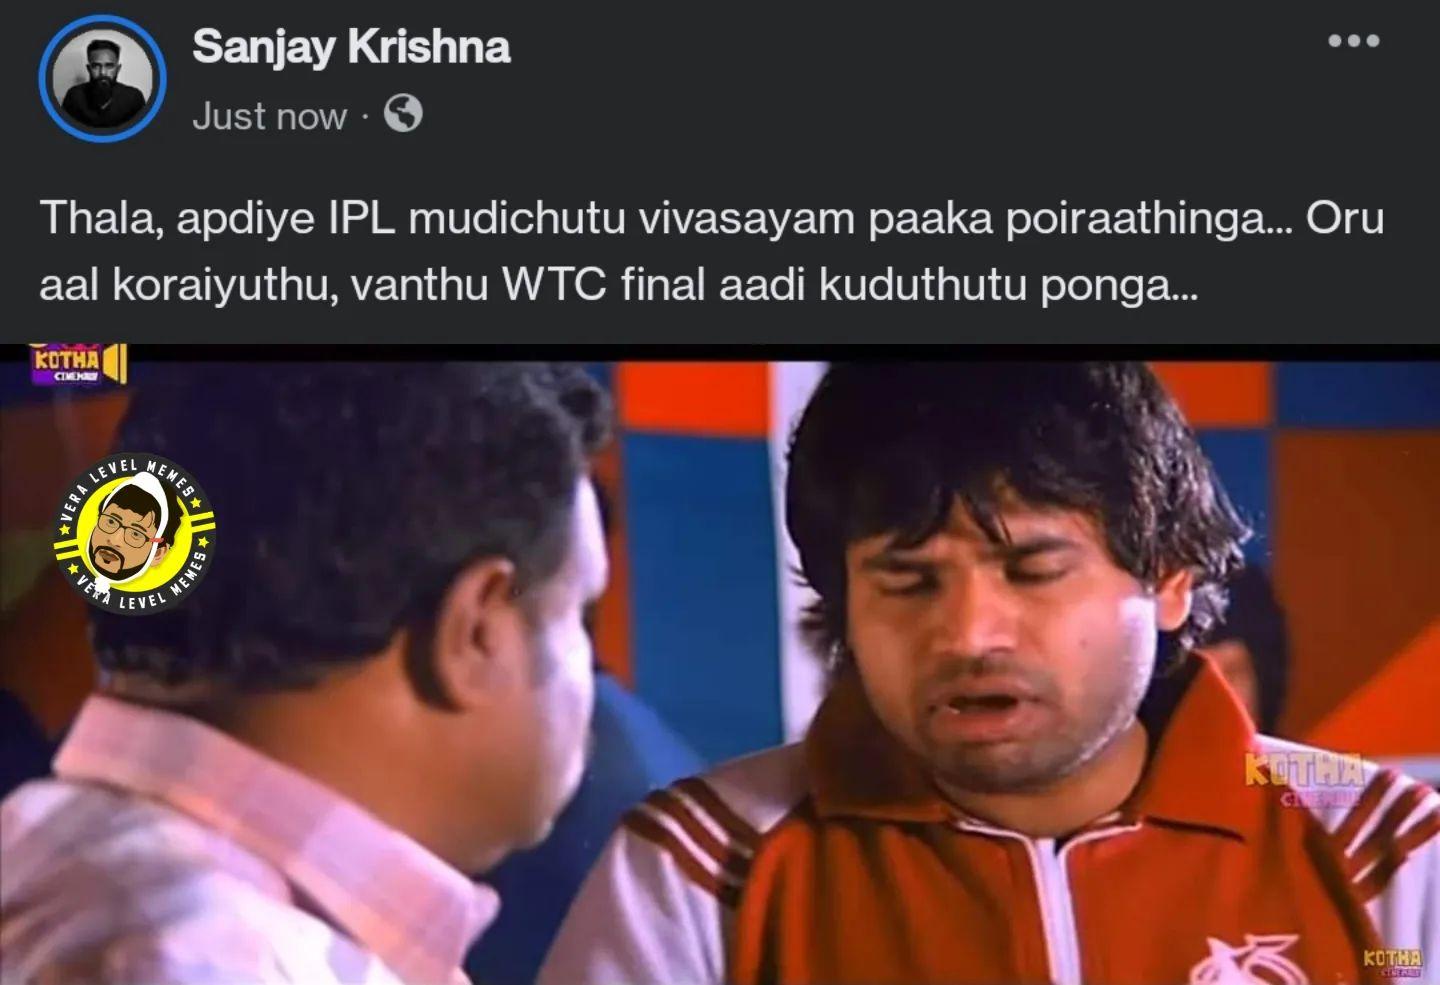 Sanjay Krishna
Just now ·
Thala, apdiye IPL mudichutu vivasayam paaka poiraathinga... Oru
aal koraiyuthu, vanthu WTC final aadi kuduthutu ponga...
KOTHA
CINEMAVU
VERA LEVEL MEMES
VERA LEVEL MEMES
KOTHA
KOTHA